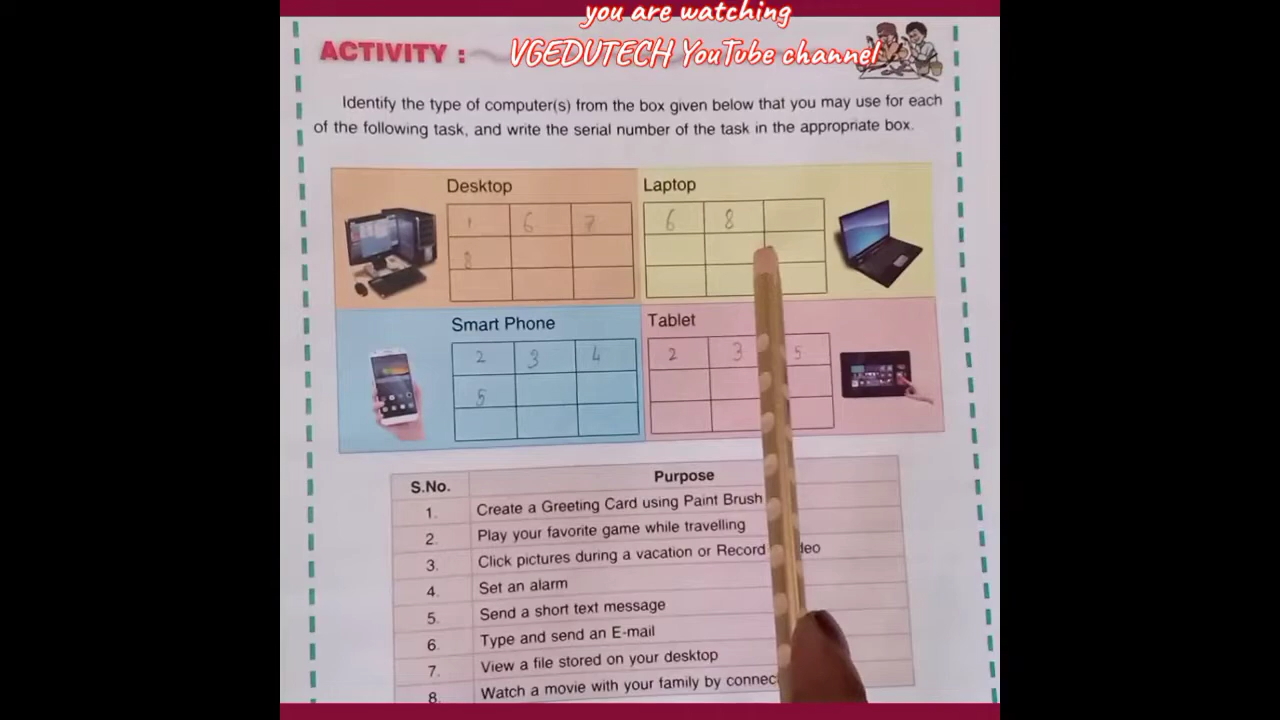 you are watching
VGEDUTECH YouTube channel
ACTIVITY :
Identify the type of computer(s) from the box given below that you may use for each
of the following task, and write the serial number of the task in the appropriate box.
Desktop
1 6 7
8
Laptop
6 8
Smart Phone
2 3 4
5
Tablet
2 3 5
S.No. Purpose
1. Create a Greeting Card using Paint Brush
2. Play your favorite game while travelling
3. Click pictures during a vacation or Record
4. Set an alarm
5. Send a short text message
6. Type and send an E-mail
7. View a file stored on your desktop
8. Watch a movie with your family by